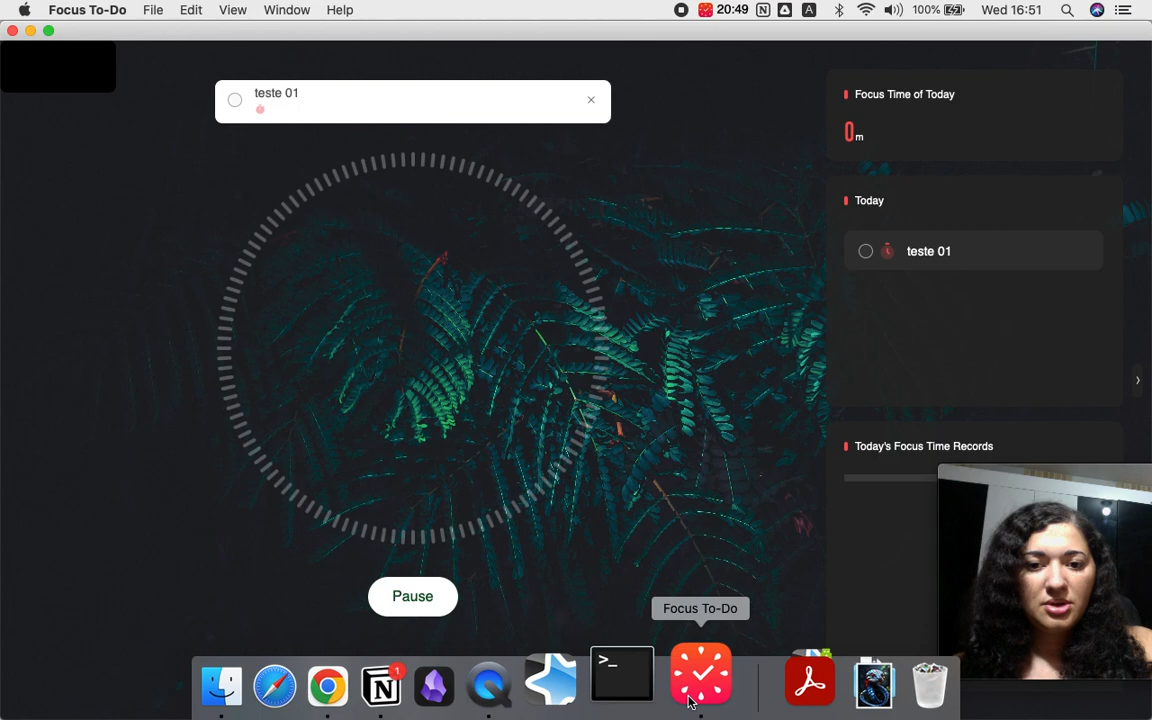 Focus To-Do File Edit View Window Help 20:49 A 100% Wed 16:51
teste 01
Focus Time of Today
0m
Today
teste 01
Today's Focus Time Records
Pause
Focus To-Do
1
>_